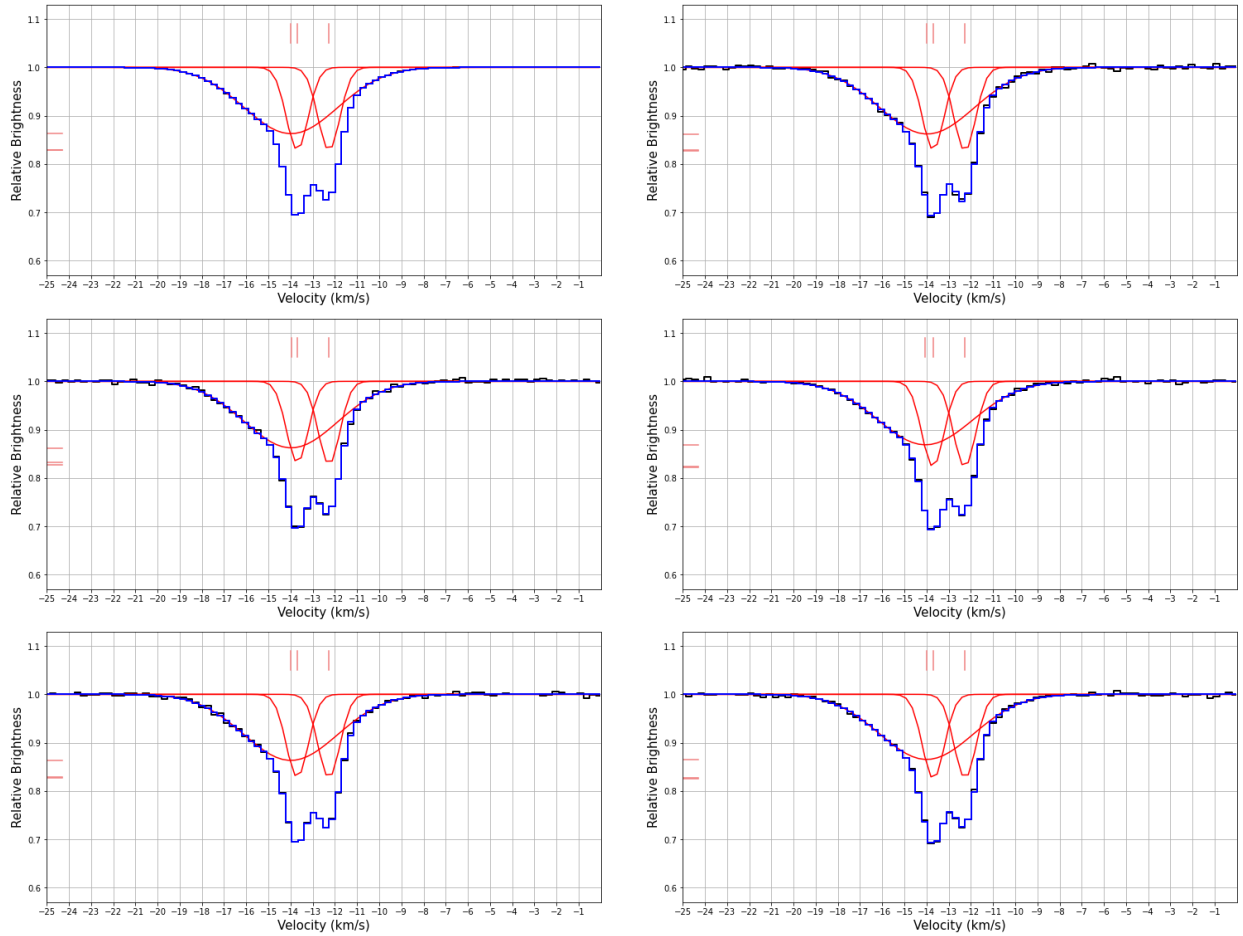 1.1 1.1
1.0 1.0
0.9 0.9
0.8 0.8
0.7 0.7
0.6 0.6
Relative Brightness Relative Brightness
−25 −24 −23 −22 −21 −20 −19 −18 −17 −16 −15 −14 −13 −12 −11 −10 −9 −8 −7 −6 −5 −4 −3 −2 −1 −25 −24 −23 −22 −21 −20 −19 −18 −17 −16 −15 −14 −13 −12 −11 −10 −9 −8 −7 −6 −5 −4 −3 −2 −1
Velocity (km/s) Velocity (km/s)
1.1 1.1
1.0 1.0
0.9 0.9
0.8 0.8
0.7 0.7
0.6 0.6
Relative Brightness Relative Brightness
−25 −24 −23 −22 −21 −20 −19 −18 −17 −16 −15 −14 −13 −12 −11 −10 −9 −8 −7 −6 −5 −4 −3 −2 −1 −25 −24 −23 −22 −21 −20 −19 −18 −17 −16 −15 −14 −13 −12 −11 −10 −9 −8 −7 −6 −5 −4 −3 −2 −1
Velocity (km/s) Velocity (km/s)
1.1 1.1
1.0 1.0
0.9 0.9
0.8 0.8
0.7 0.7
0.6 0.6
Relative Brightness Relative Brightness
−25 −24 −23 −22 −21 −20 −19 −18 −17 −16 −15 −14 −13 −12 −11 −10 −9 −8 −7 −6 −5 −4 −3 −2 −1 −25 −24 −23 −22 −21 −20 −19 −18 −17 −16 −15 −14 −13 −12 −11 −10 −9 −8 −7 −6 −5 −4 −3 −2 −1
Velocity (km/s) Velocity (km/s)